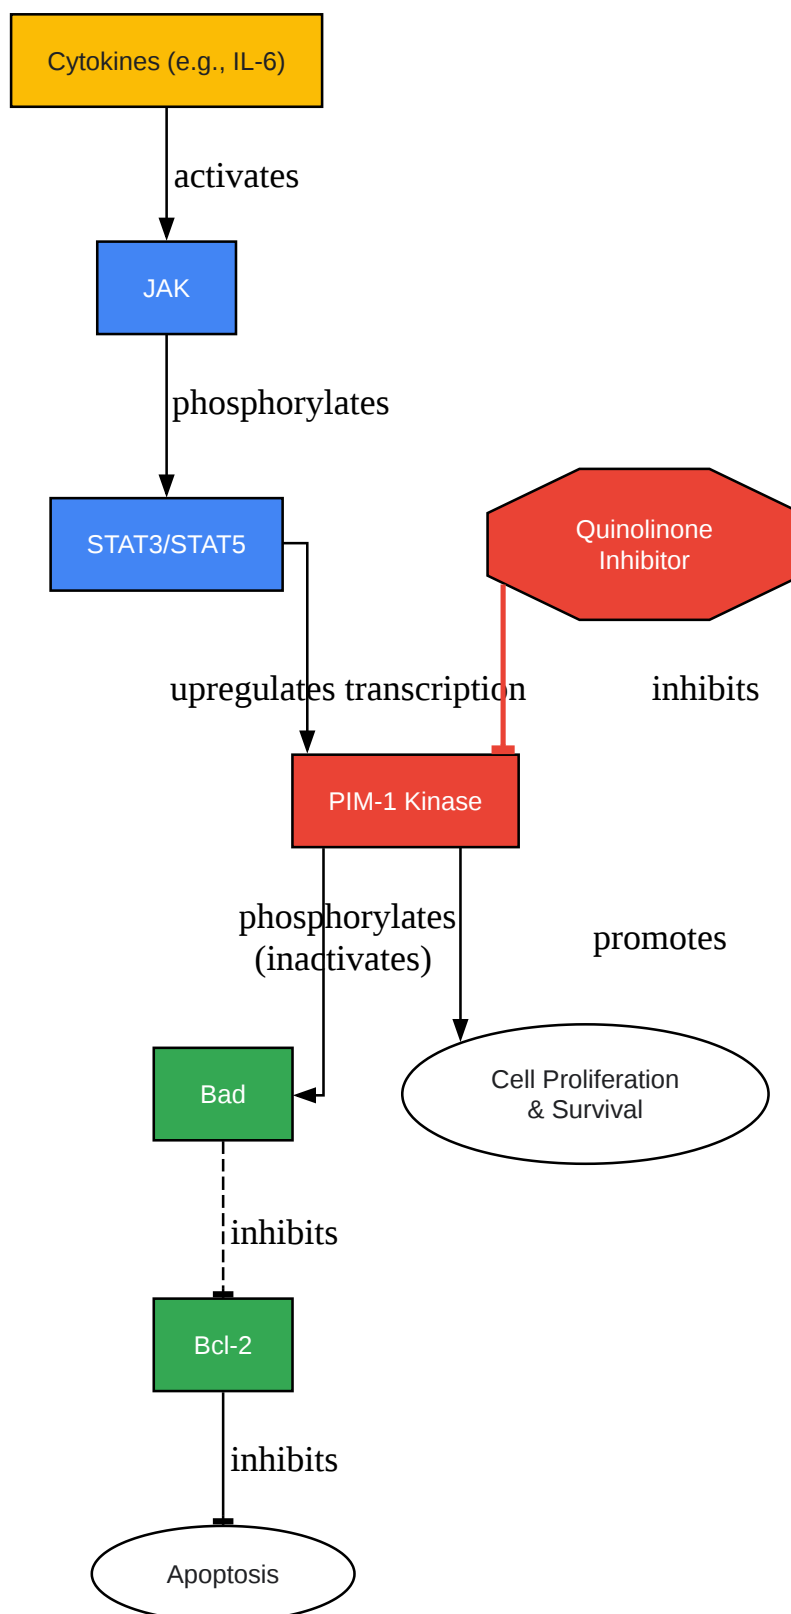 Cytokines (e.g., IL-6)
activates
JAK
phosphorylates
STAT3/STAT5
Quinolinone
Inhibitor
upregulates transcription
inhibits
PIM-1 Kinase
phosphorylates
(inactivates)
promotes
Bad
Cell Proliferation
& Survival
inhibits
Bcl-2
inhibits
Apoptosis